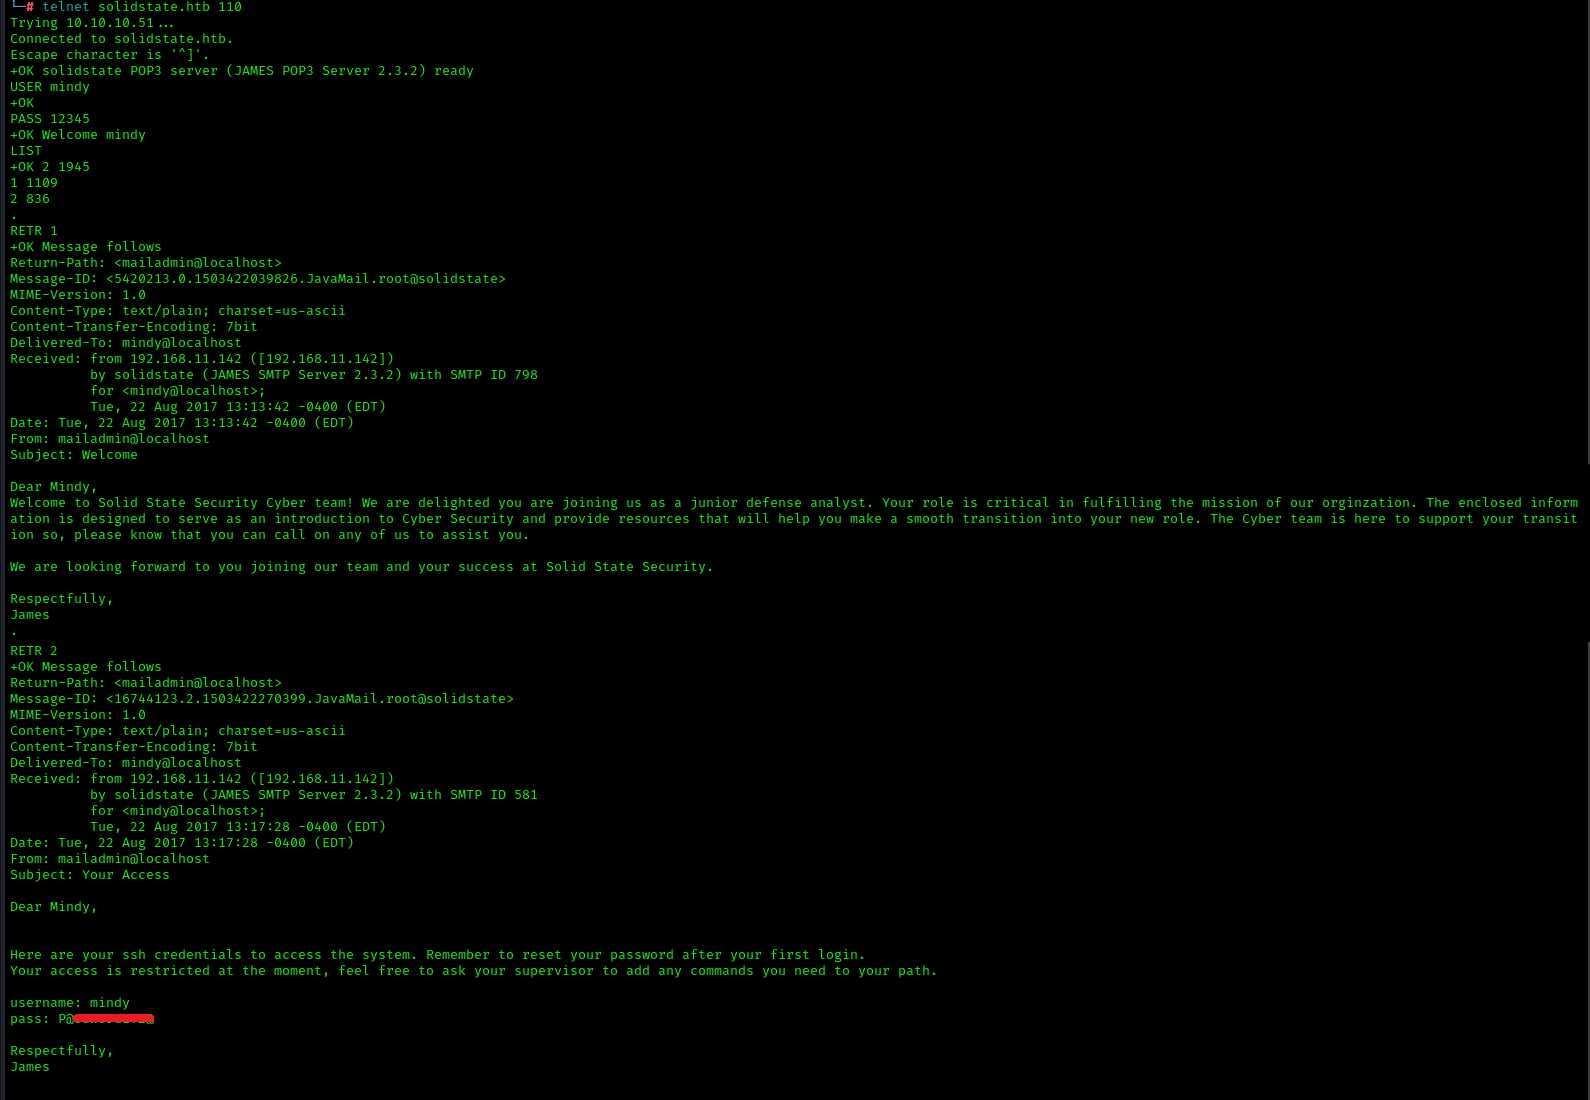 └─# telnet solidstate.htb 110
Trying 10.10.10.51...
Connected to solidstate.htb.
Escape character is '^]'.
+OK solidstate POP3 server (JAMES POP3 Server 2.3.2) ready
USER mindy
+OK
PASS 12345
+OK Welcome mindy
LIST
+OK 2 1945
1 1109
2 836
.
RETR 1
+OK Message follows
Return-Path: <mailadmin@localhost>
Message-ID: <5420213.0.1503422039826.JavaMail.root@solidstate>
MIME-Version: 1.0
Content-Type: text/plain; charset=us-ascii
Content-Transfer-Encoding: 7bit
Delivered-To: mindy@localhost
Received: from 192.168.11.142 ([192.168.11.142])
          by solidstate (JAMES SMTP Server 2.3.2) with SMTP ID 798
          for <mindy@localhost>;
          Tue, 22 Aug 2017 13:13:42 -0400 (EDT)
Date: Tue, 22 Aug 2017 13:13:42 -0400 (EDT)
From: mailadmin@localhost
Subject: Welcome

Dear Mindy,
Welcome to Solid State Security Cyber team! We are delighted you are joining us as a junior defense analyst. Your role is critical in fulfilling the mission of our orginzation. The enclosed inform
ation is designed to serve as an introduction to Cyber Security and provide resources that will help you make a smooth transition into your new role. The Cyber team is here to support your transit
ion so, please know that you can call on any of us to assist you.

We are looking forward to you joining our team and your success at Solid State Security.

Respectfully,
James
.
RETR 2
+OK Message follows
Return-Path: <mailadmin@localhost>
Message-ID: <16744123.2.1503422270399.JavaMail.root@solidstate>
MIME-Version: 1.0
Content-Type: text/plain; charset=us-ascii
Content-Transfer-Encoding: 7bit
Delivered-To: mindy@localhost
Received: from 192.168.11.142 ([192.168.11.142])
          by solidstate (JAMES SMTP Server 2.3.2) with SMTP ID 581
          for <mindy@localhost>;
          Tue, 22 Aug 2017 13:17:28 -0400 (EDT)
Date: Tue, 22 Aug 2017 13:17:28 -0400 (EDT)
From: mailadmin@localhost
Subject: Your Access

Dear Mindy,


Here are your ssh credentials to access the system. Remember to reset your password after your first login.
Your access is restricted at the moment, feel free to ask your supervisor to add any commands you need to your path.

username: mindy
pass:

Respectfully,
James